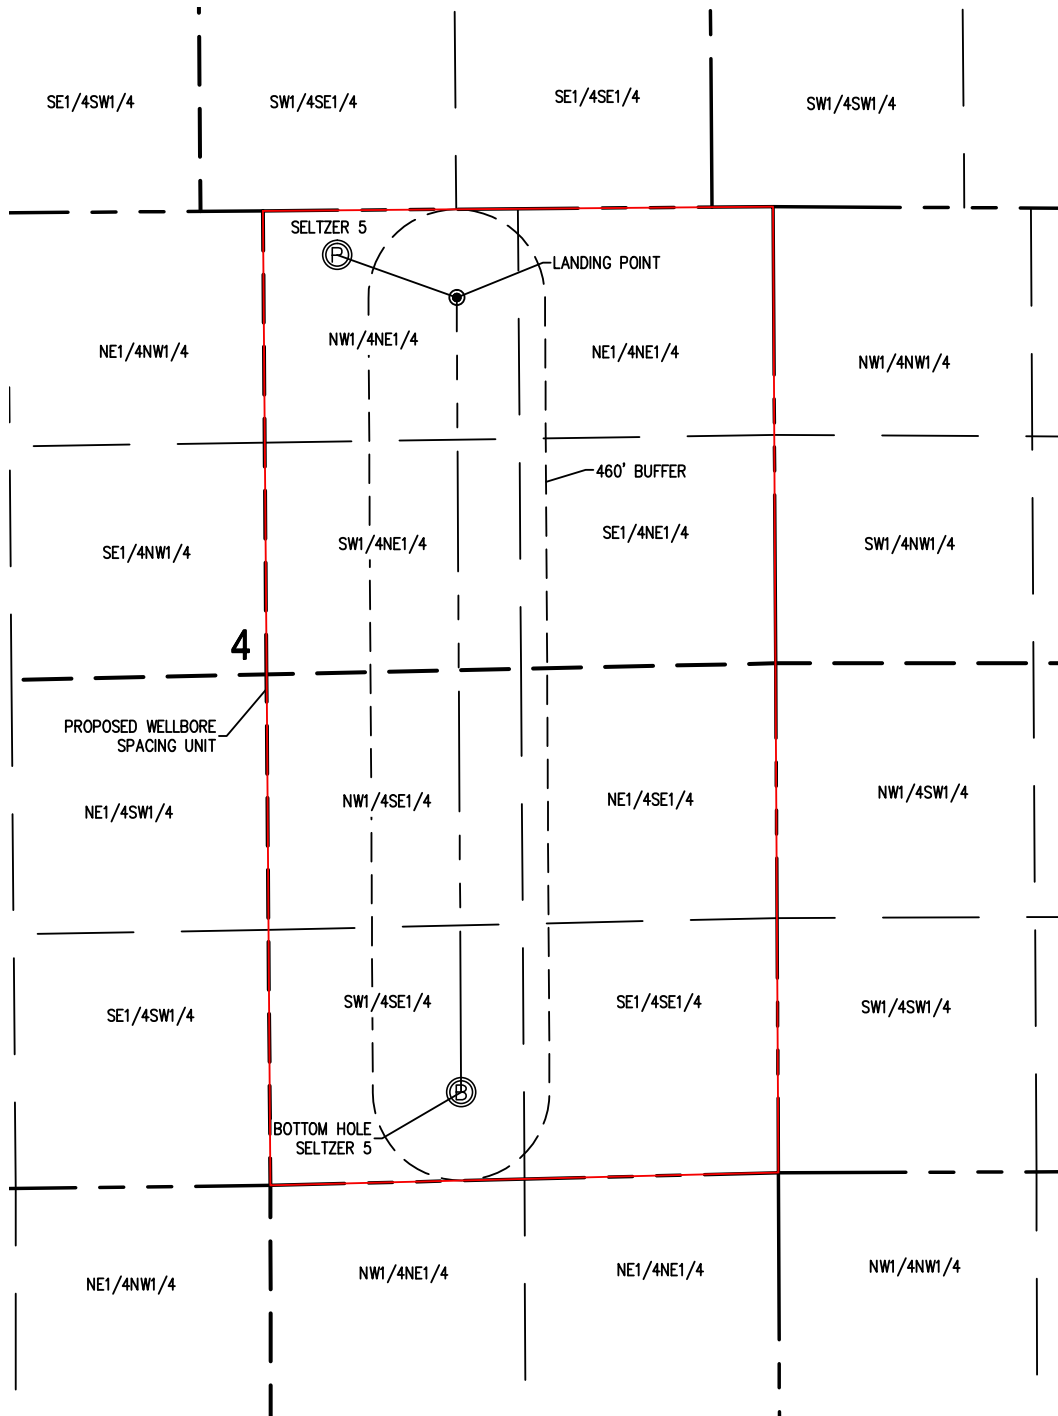 SE1/4SW1/4
SW1/4SE1/4
SE1/4SE1/4
SW1/4SW1/4
SELTZER 5
P
LANDING POINT
NE1/4NW1/4
NW1/4NE1/4
NE1/4NE1/4
NW1/4NW1/4
460' BUFFER
SE1/4NW1/4
SW1/4NE1/4
SE1/4NE1/4
SW1/4NW1/4
4
PROPOSED WELLBORE
SPACING UNIT
NE1/4SW1/4
NW1/4SE1/4
NE1/4SE1/4
NW1/4SW1/4
SE1/4SW1/4
SW1/4SE1/4
SE1/4SE1/4
SW1/4SW1/4
B
BOTTOM HOLE
SELTZER 5
NE1/4NW1/4
NW1/4NE1/4
NE1/4NE1/4
NW1/4NW1/4